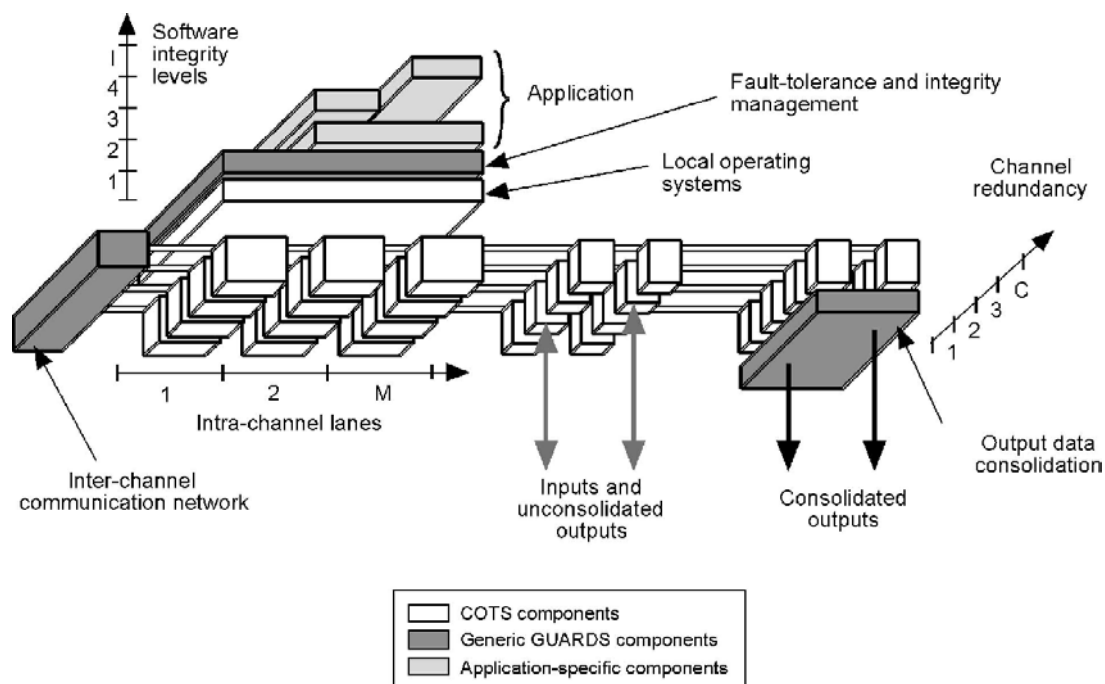 Software
integrity
levels
I
4
3
2
1
Application
Fault-tolerance and integrity
management
Local operating
systems
Channel
redundancy
C
3
2
1
1 2 M
Intra-channel lanes
Inter-channel
communication network
Inputs and
unconsolidated
outputs
Consolidated
outputs
Output data
consolidation
COTS components
Generic GUARDS components
Application-specific components